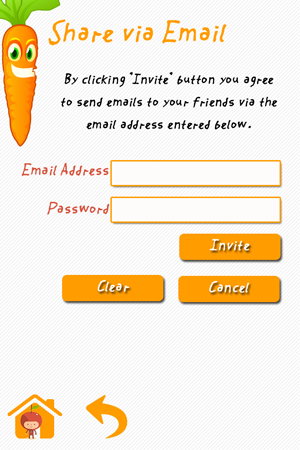 Share via Email
By clicking "Invite" button you agree
to send emails to your friends via the
email address entered below.
Email Address
Password
Invite
Clear
Cancel